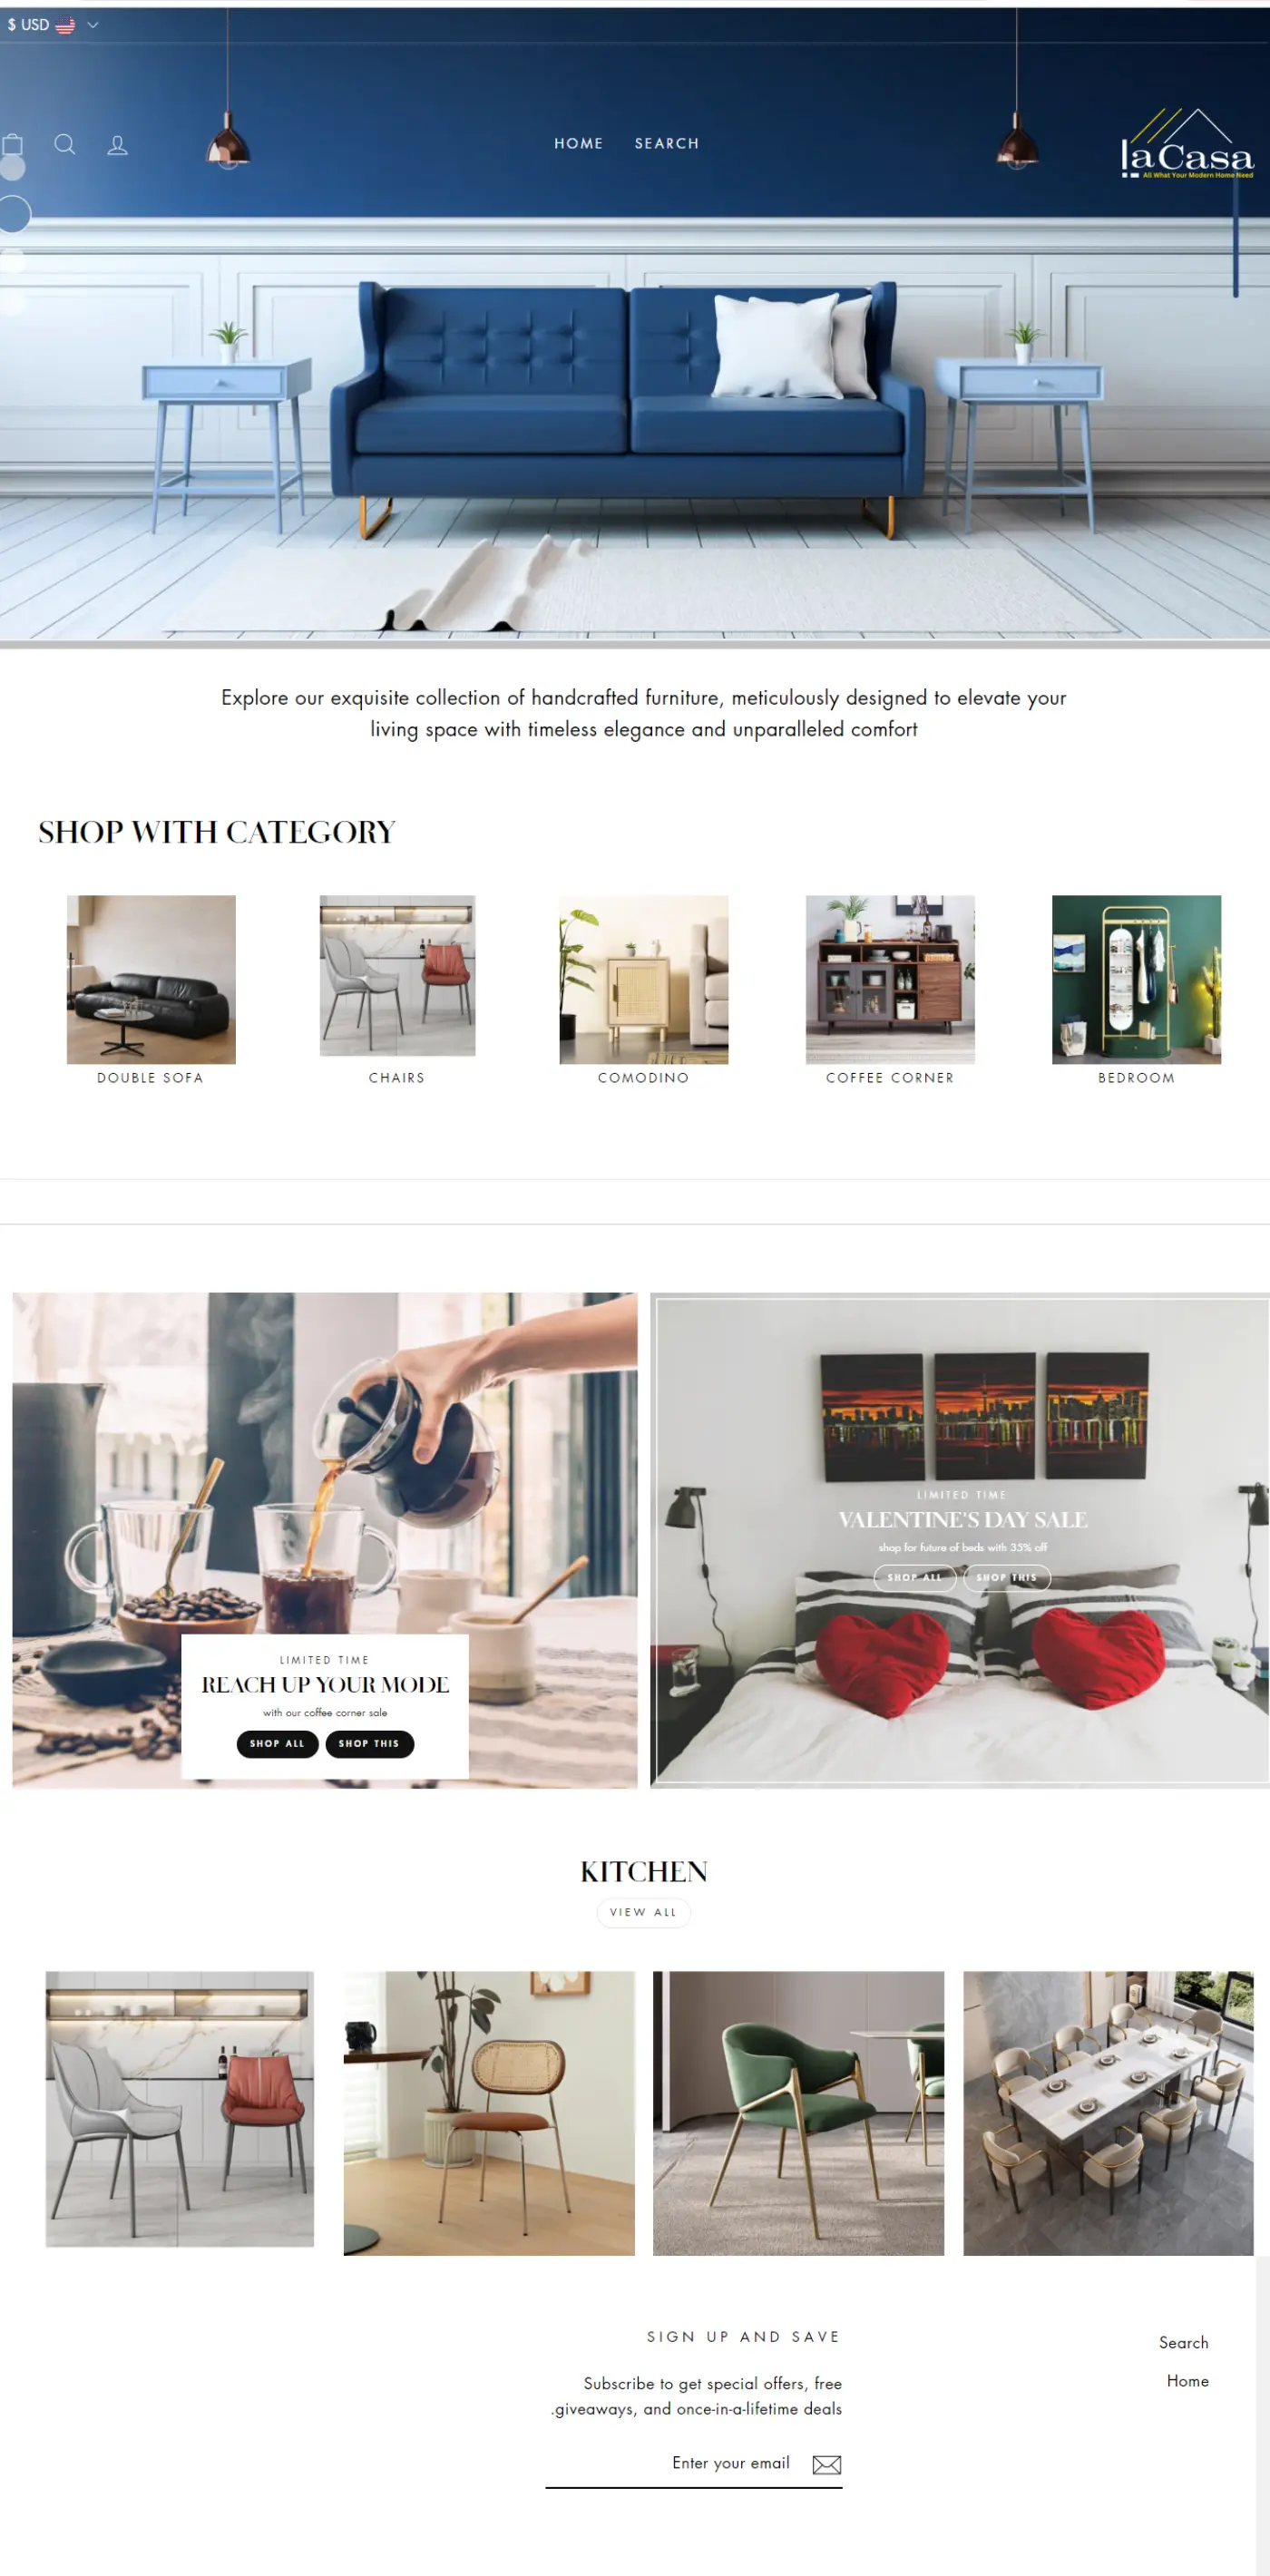 $ USD
HOME SEARCH
laCasa
All What Your Modern Home Need
Explore our exquisite collection of handcrafted furniture, meticulously designed to elevate your
living space with timeless elegance and unparalleled comfort
SHOP WITH CATEGORY
DOUBLE SOFA
CHAIRS
COMODINO
COFFEE CORNER
BEDROOM
LIMITED TIME
REACH UP YOUR MODE
with our coffee corner sale
SHOP ALL SHOP THIS
LIMITED TIME
VALENTINE'S DAY SALE
shop for future of beds with 35% off
SHOP ALL SHOP THIS
KITCHEN
VIEW ALL
SIGN UP AND SAVE
Subscribe to get special offers, free
.giveaways, and once-in-a-lifetime deals
Enter your email
Search
Home